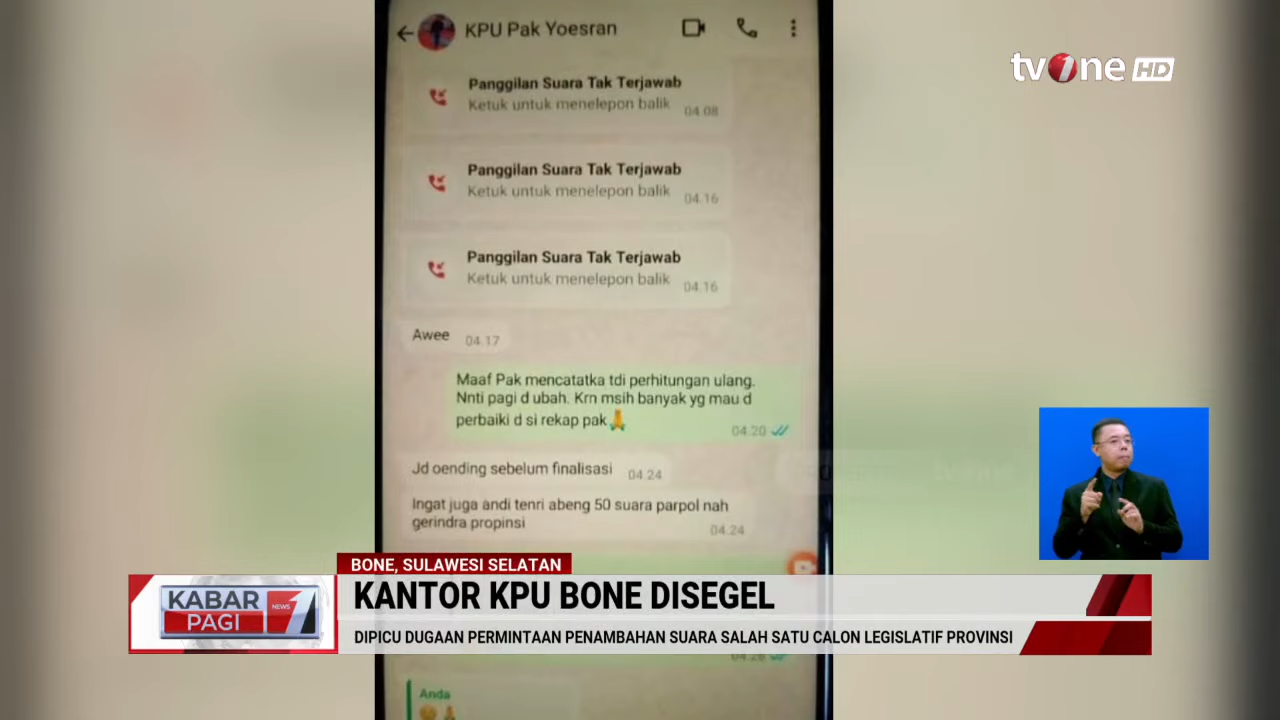 KPU Pak Yoesran
tvOne HD
Panggilan Suara Tak Terjawab
Ketuk untuk menelepon balik 04.08
Panggilan Suara Tak Terjawab
Ketuk untuk menelepon balik 04.16
Panggilan Suara Tak Terjawab
Ketuk untuk menelepon balik 04.16
Awee 04.17
Maaf Pak mencatatka tdi perhitungan ulang.
Nnti pagi d ubah. Krn msih banyak yg mau d
perbaiki d si rekap pak🙏
04.20
Jd oending sebelum finalisasi 04.24
Ingat juga andi tenri abeng 50 suara parpol nah
gerindra propinsi
04.24
BONE, SULAWESI SELATAN
KABAR
PAGI
NEWS 1
KANTOR KPU BONE DISEGEL
DIPICU DUGAAN PERMINTAAN PENAMBAHAN SUARA SALAH SATU CALON LEGISLATIF PROVINSI
Anda